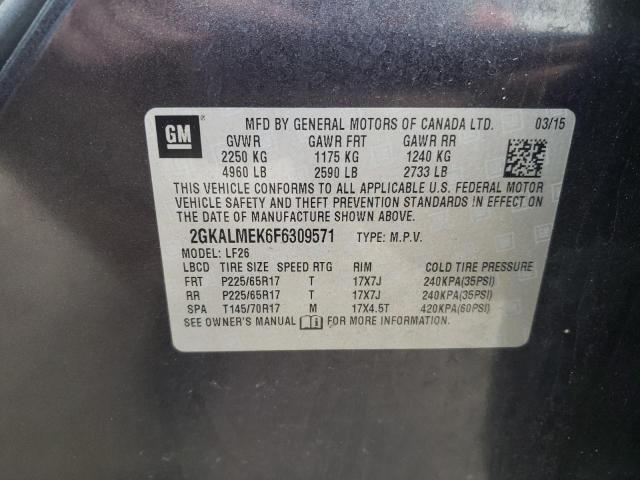 GM
MFD BY GENERAL MOTORS OF CANADA LTD. 03/15
GVWR GAWR FRT GAWR RR
2250 KG 1175 KG 1240 KG
4960 LB 2590 LB 2733 LB
THIS VEHICLE CONFORMS TO ALL APPLICABLE U.S. FEDERAL MOTOR
VEHICLE SAFETY AND THEFT PREVENTION STANDARDS IN EFFECT ON
THE DATE OF MANUFACTURE SHOWN ABOVE.
2GKALMEK6F6309571 TYPE: M.P.V.
MODEL: LF26
LBCD TIRE SIZE SPEED RTG RIM COLD TIRE PRESSURE
FRT P225/65R17 T 17X7J 240KPA(35PSI)
RR P225/65R17 T 17X7J 240KPA(35PSI)
SPA T145/70R17 M 17X4.5T 420KPA(60PSI)
SEE OWNER'S MANUAL FOR MORE INFORMATION.